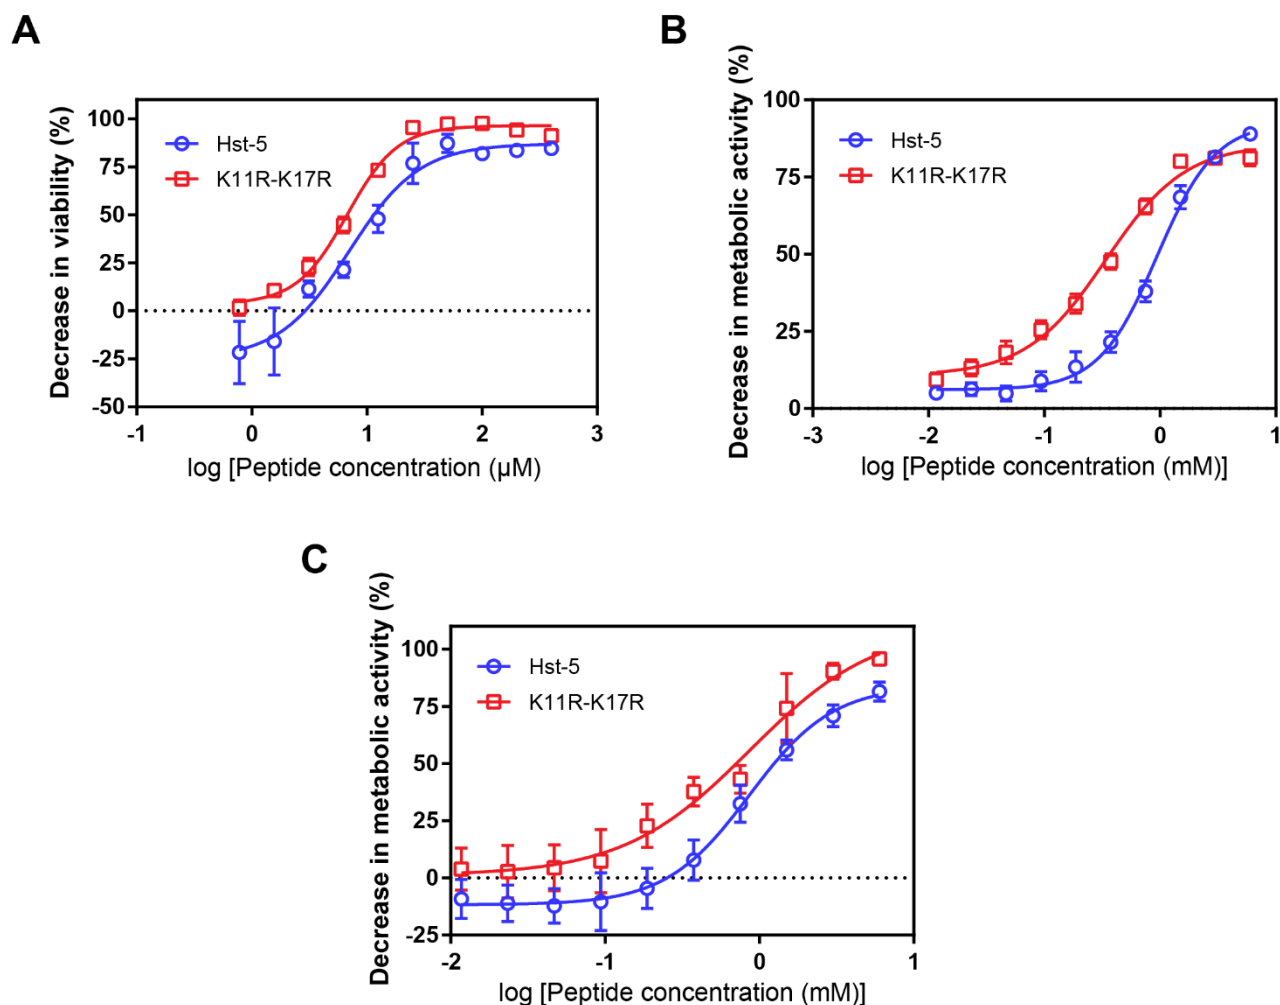 A
Decrease in viability (%)
100
75
50
25
0
-25
-50
Hst-5
K11R-K17R
-1
0
1
2
3
log [Peptide concentration (µM)
B
Decrease in metabolic activity (%)
100
75
50
25
0
Hst-5
K11R-K17R
-3
-2
-1
0
1
log [Peptide concentration (mM)]
C
Decrease in metabolic activity (%)
100
75
50
25
0
-25
Hst-5
K11R-K17R
-2
-1
0
1
log [Peptide concentration (mM)]